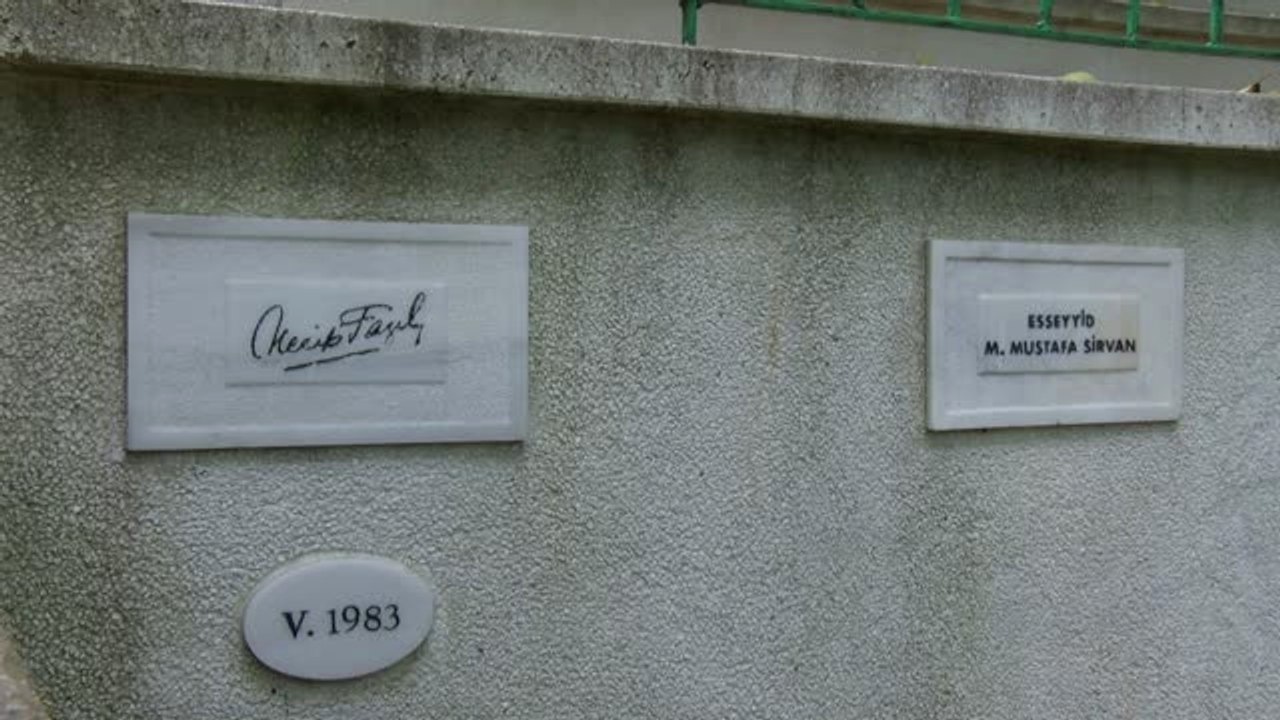 Necip Fazıl
V. 1983
ESSEYYİD
M. MUSTAFA SİRVAN